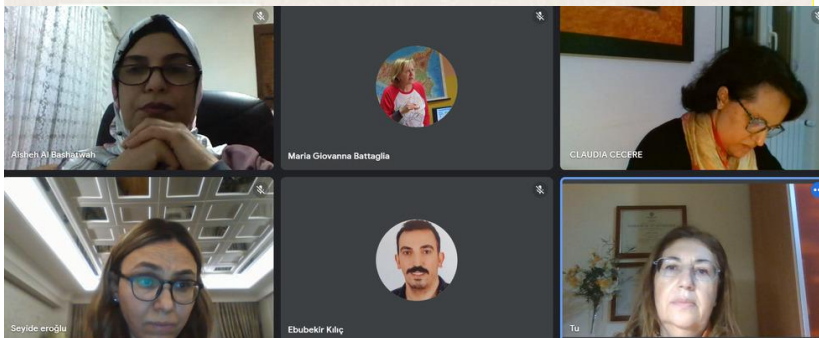 Aisheh Al Bashatwah
Maria Giovanna Battaglia
CLAUDIA CECERE
Seyide eroğlu
Ebubekir Kılıç
Tu